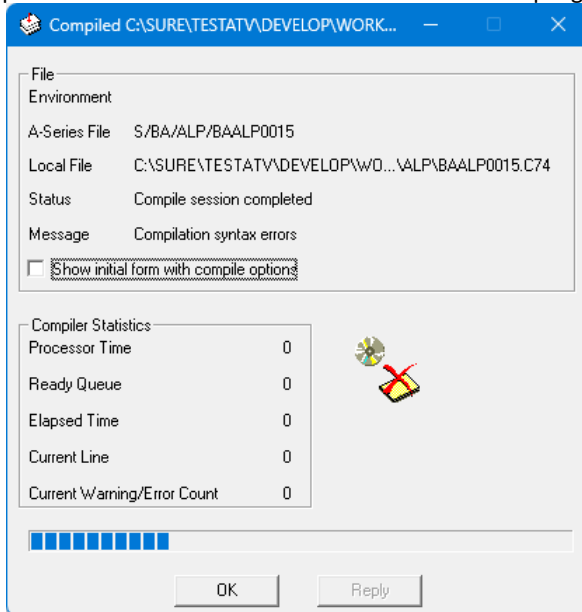 Compiled C:\SURE\TESTATV\DEVELOP\WORK...
File
Environment
A-Series File S/BA/ALP/BAALP0015
Local File C:\SURE\TESTATV\DEVELOP\WO...\ALP\BAALP0015.C74
Status Compile session completed
Message Compilation syntax errors
Show initial form with compile options
Compiler Statistics
Processor Time 0
Ready Queue 0
Elapsed Time 0
Current Line 0
Current Warning/Error Count 0
OK Reply